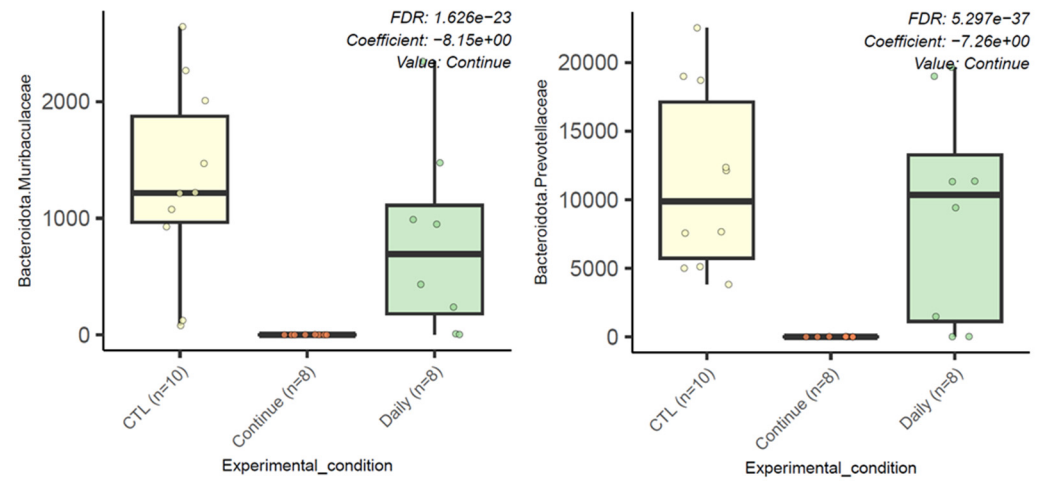 FDR: 1.626e−23
Coefficient: −8.15e+00
Value: Continue
Bacteroidota.Muribaculaceae
2000
1000
0
CTL (n=10)
Continue (n=8)
Daily (n=8)
Experimental_condition
FDR: 5.297e−37
Coefficient: −7.26e+00
Value: Continue
Bacteroidota.Prevotellaceae
20000
15000
10000
5000
0
CTL (n=10)
Continue (n=8)
Daily (n=8)
Experimental_condition